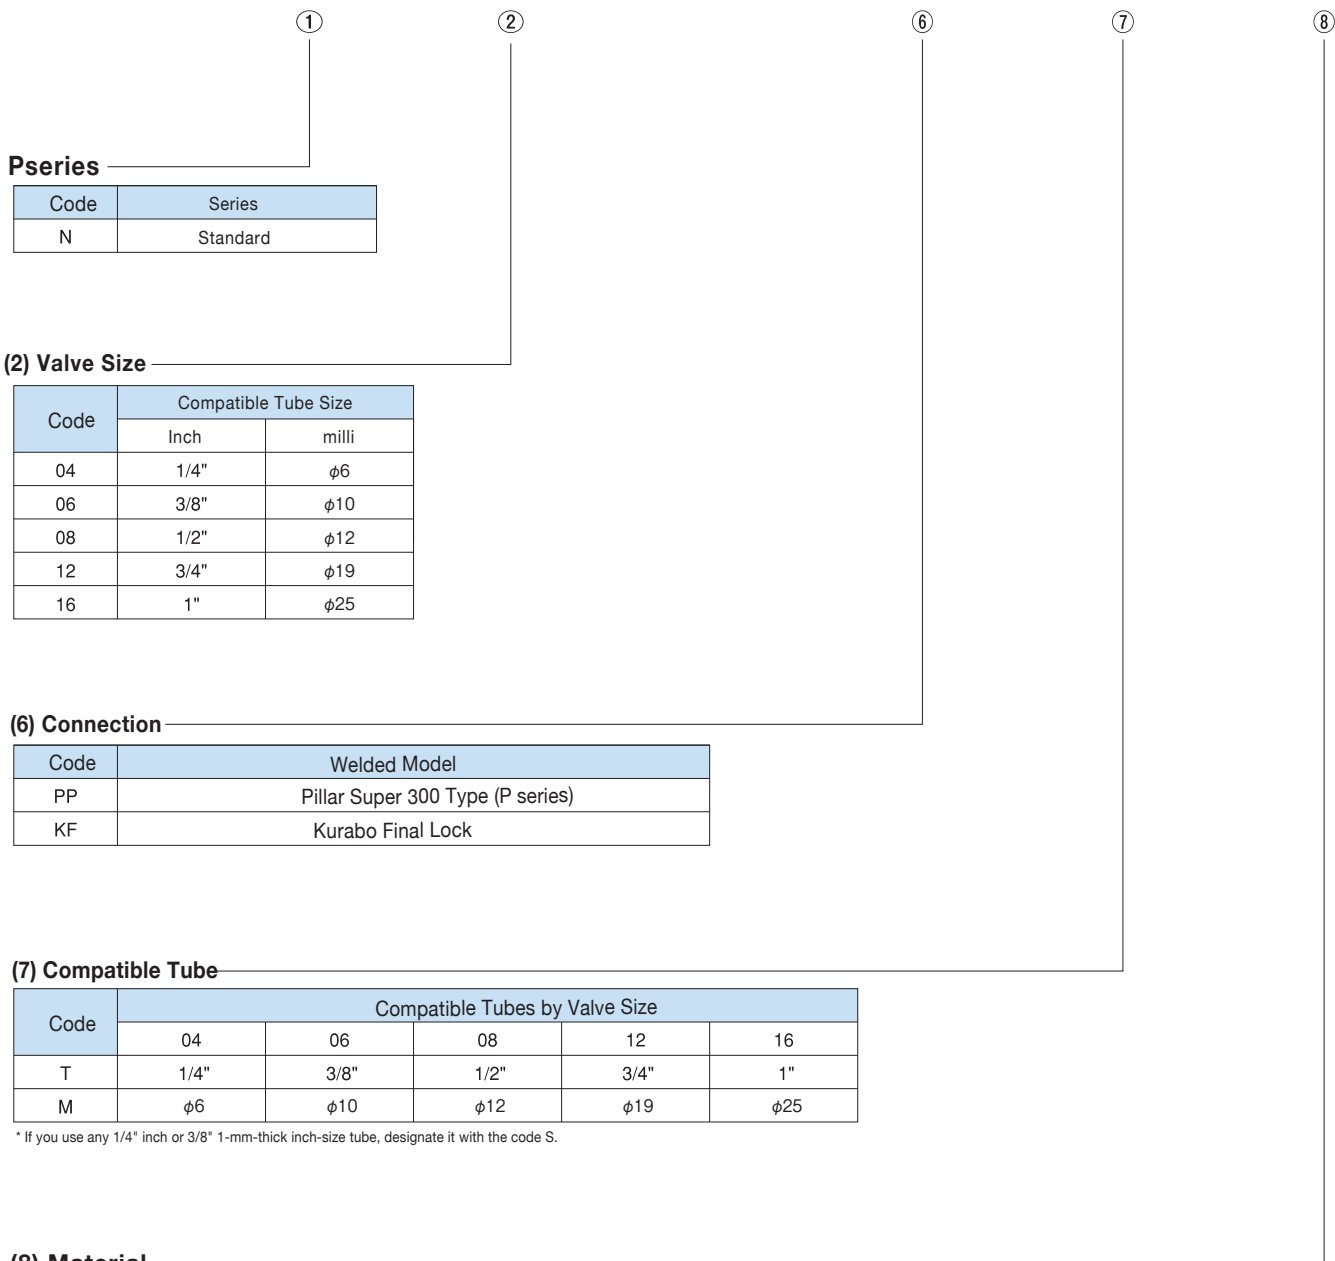 ① ② ⑥ ⑦ ⑧
Pseries
Code Series
N Standard
(2) Valve Size
Code Compatible Tube Size
Inch milli
04 1/4" φ6
06 3/8" φ10
08 1/2" φ12
12 3/4" φ19
16 1" φ25
(6) Connection
Code Welded Model
PP Pillar Super 300 Type (P series)
KF Kurabo Final Lock
(7) Compatible Tube
Code Compatible Tubes by Valve Size
04 06 08 12 16
T 1/4" 3/8" 1/2" 3/4" 1"
M φ6 φ10 φ12 φ19 φ25
* If you use any 1/4" inch or 3/8" 1-mm-thick inch-size tube, designate it with the code S.
(8) Material